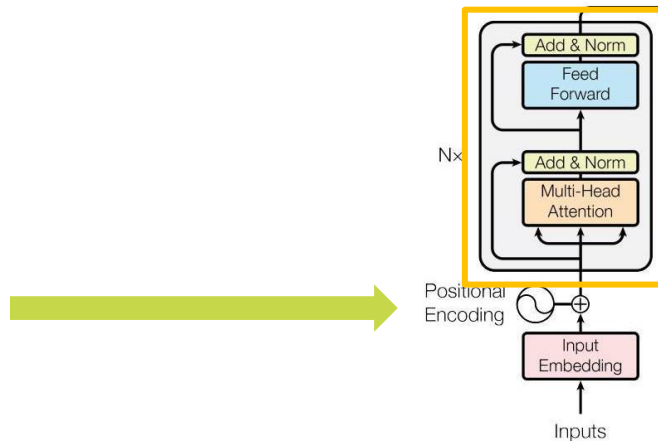 Add & Norm
Feed
Forward
N×
Add & Norm
Multi-Head
Attention
Positional
Encoding
Input
Embedding
Inputs